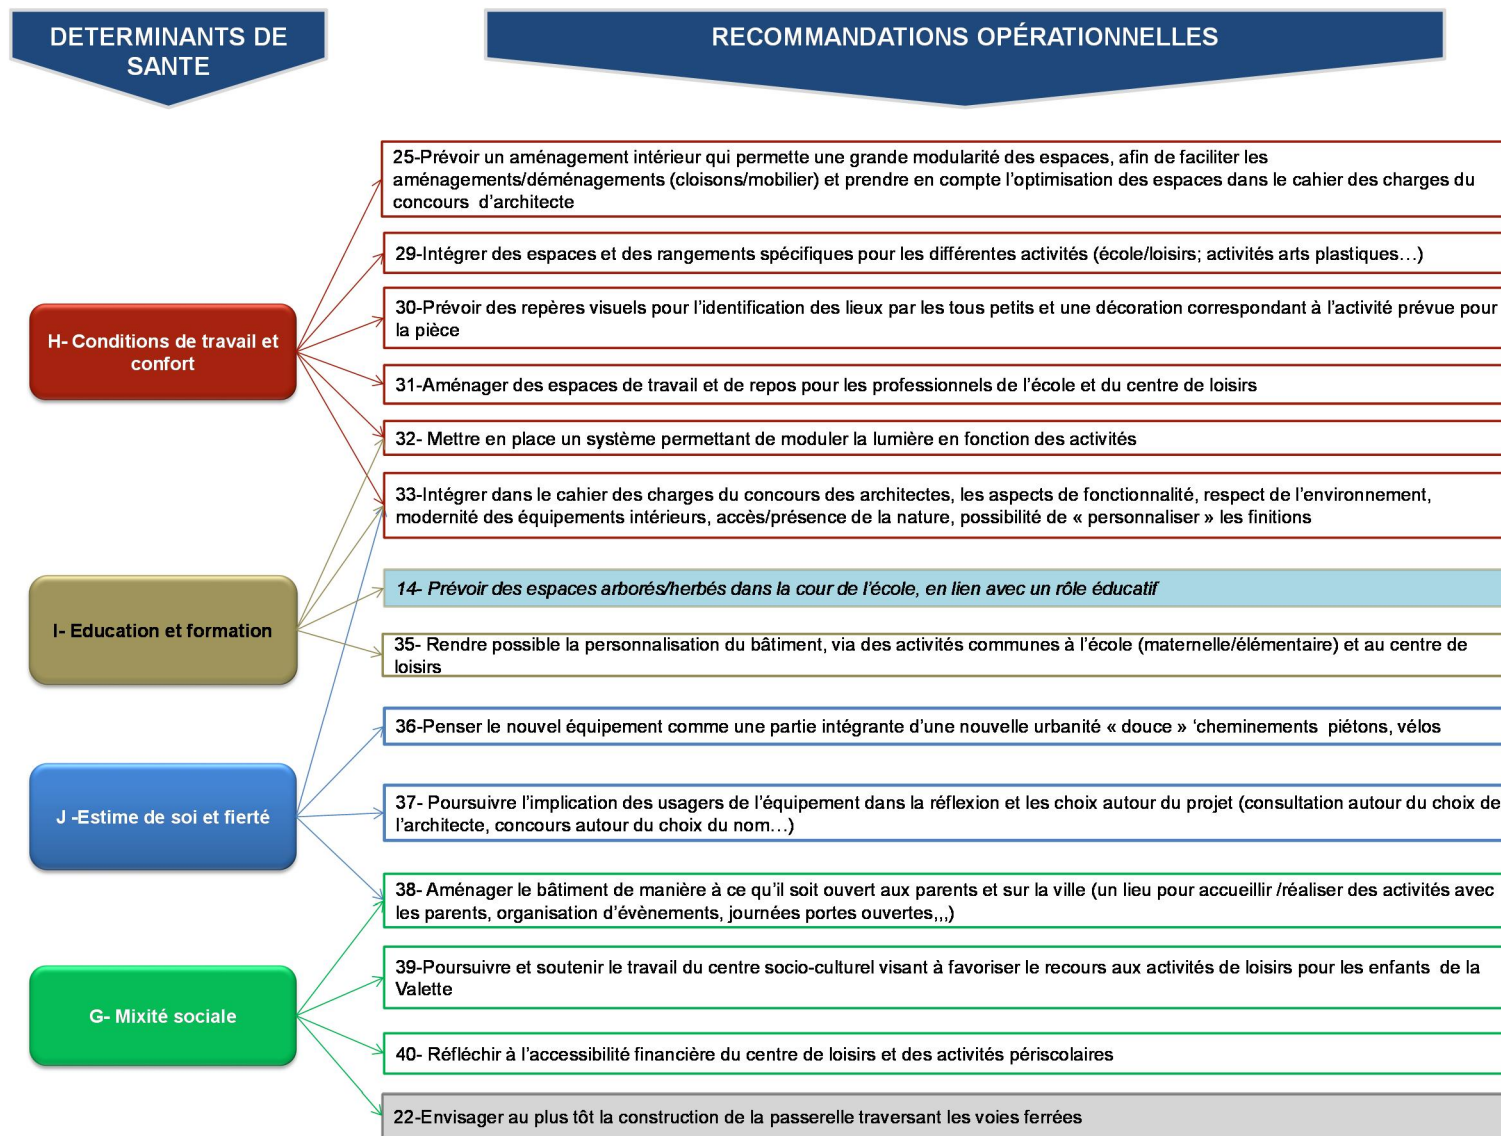 DETERMINANTS DE
SANTE
RECOMMANDATIONS OPÉRATIONNELLES
25-Prévoir un aménagement intérieur qui permette une grande modularité des espaces, afin de faciliter les
aménagements/déménagements (cloisons/mobilier) et prendre en compte l’optimisation des espaces dans le cahier des charges du
concours d’architecte
29-Intégrer des espaces et des rangements spécifiques pour les différentes activités (école/loisirs; activités arts plastiques…)
30-Prévoir des repères visuels pour l’identification des lieux par les tous petits et une décoration correspondant à l’activité prévue pour
la pièce
H- Conditions de travail et
confort
31-Aménager des espaces de travail et de repos pour les professionnels de l’école et du centre de loisirs
32- Mettre en place un système permettant de moduler la lumière en fonction des activités
33-Intégrer dans le cahier des charges du concours des architectes, les aspects de fonctionnalité, respect de l’environnement,
modernité des équipements intérieurs, accès/présence de la nature, possibilité de « personnaliser » les finitions
14- Prévoir des espaces arborés/herbés dans la cour de l’école, en lien avec un rôle éducatif
I- Education et formation
35- Rendre possible la personnalisation du bâtiment, via des activités communes à l’école (maternelle/élémentaire) et au centre de
loisirs
36-Penser le nouvel équipement comme une partie intégrante d’une nouvelle urbanité « douce » ‘cheminements piétons, vélos
J -Estime de soi et fierté
37- Poursuivre l’implication des usagers de l’équipement dans la réflexion et les choix autour du projet (consultation autour du choix de
l’architecte, concours autour du choix du nom…)
38- Aménager le bâtiment de manière à ce qu’il soit ouvert aux parents et sur la ville (un lieu pour accueillir /réaliser des activités avec
les parents, organisation d’évènements, journées portes ouvertes,,,)
39-Poursuivre et soutenir le travail du centre socio-culturel visant à favoriser le recours aux activités de loisirs pour les enfants de la
Valette
G- Mixité sociale
40- Réfléchir à l’accessibilité financière du centre de loisirs et des activités périscolaires
22-Envisager au plus tôt la construction de la passerelle traversant les voies ferrées